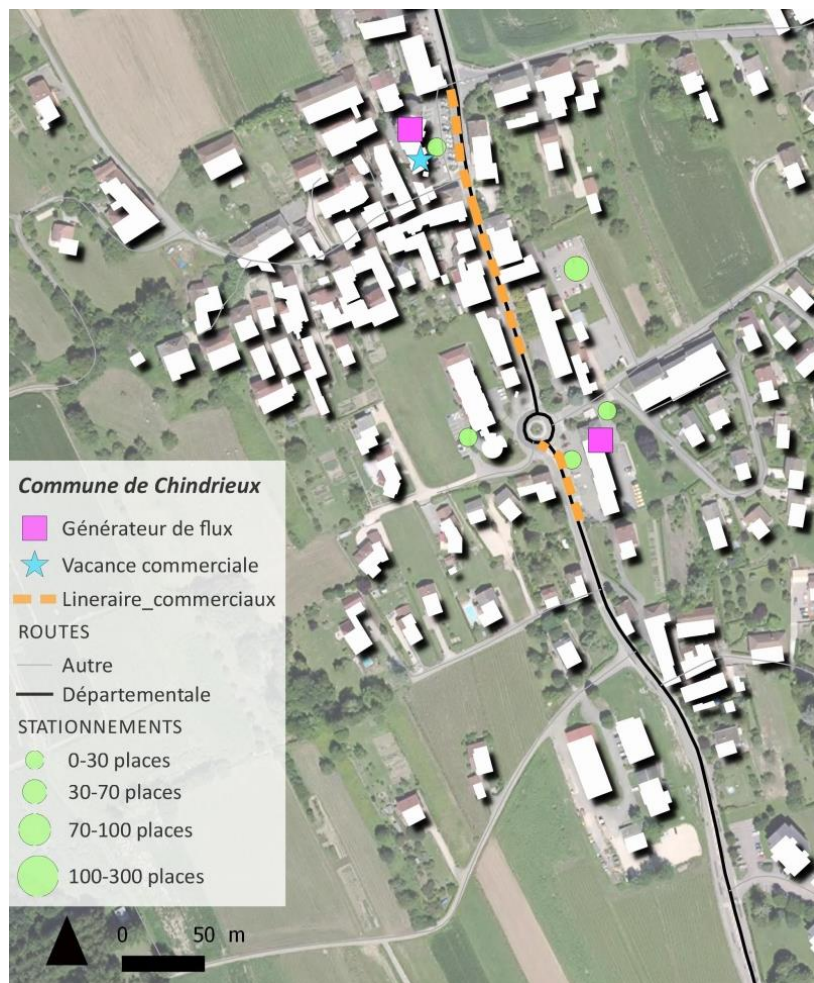 Commune de Chindrieux
Générateur de flux
Vacance commerciale
Lineraire_commerciaux
ROUTES
Autre
Départementale
STATIONNEMENTS
0-30 places
30-70 places
70-100 places
100-300 places
0 50 m